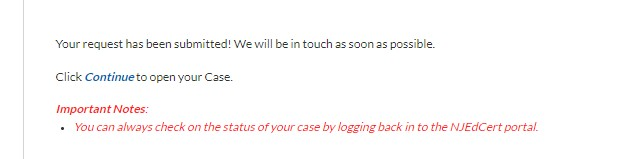 Your request has been submitted! We will be in touch as soon as possible.
Click Continue to open your Case.
Important Notes:
• You can always check on the status of your case by logging back in to the NJEdCert portal.